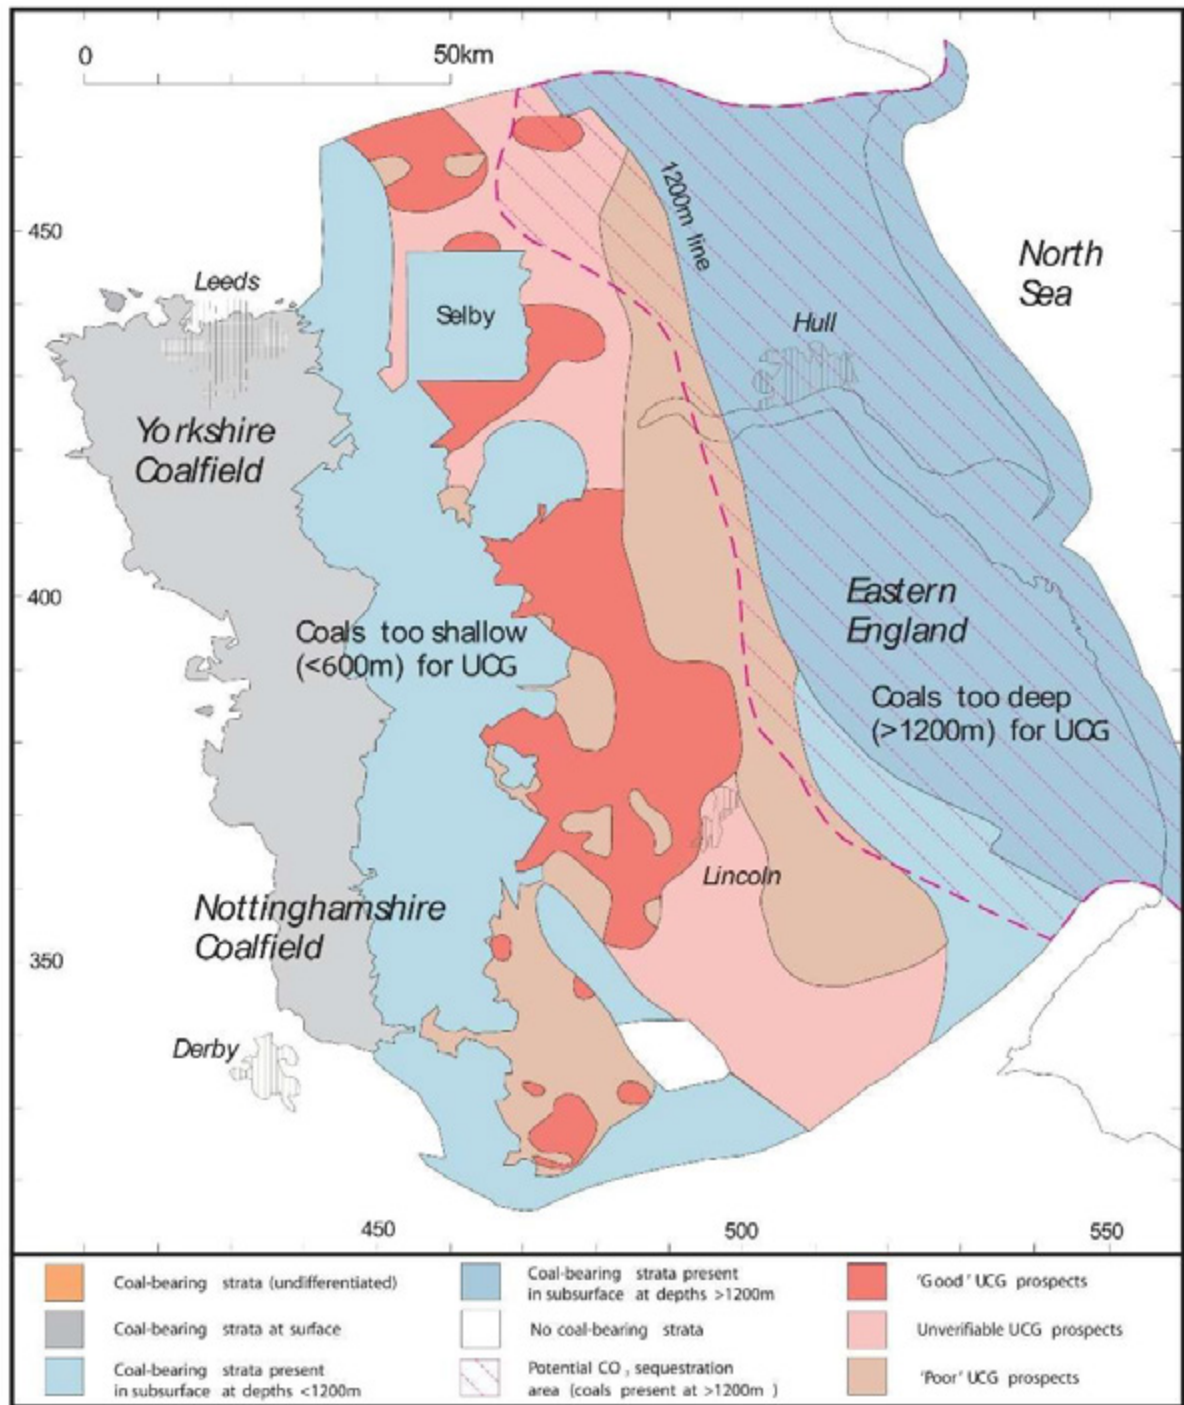 0 50km
450
1200m line
North
Sea
Leeds
Selby
Hull
Yorkshire
Coalfield
400
Coals too shallow
(<600m) for UCG
Eastern
England
Coals too deep
(>1200m) for UCG
Lincoln
Nottinghamshire
Coalfield
350
Derby
450 500 550
Coal-bearing strata (undifferentiated)
Coal-bearing strata at surface
Coal-bearing strata present
in subsurface at depths <1200m
Coal-bearing strata present
in subsurface at depths >1200m
No coal-bearing strata
Potential CO₂ sequestration
area (coals present at >1200m )
'Good' UCG prospects
Unverifiable UCG prospects
'Poor' UCG prospects